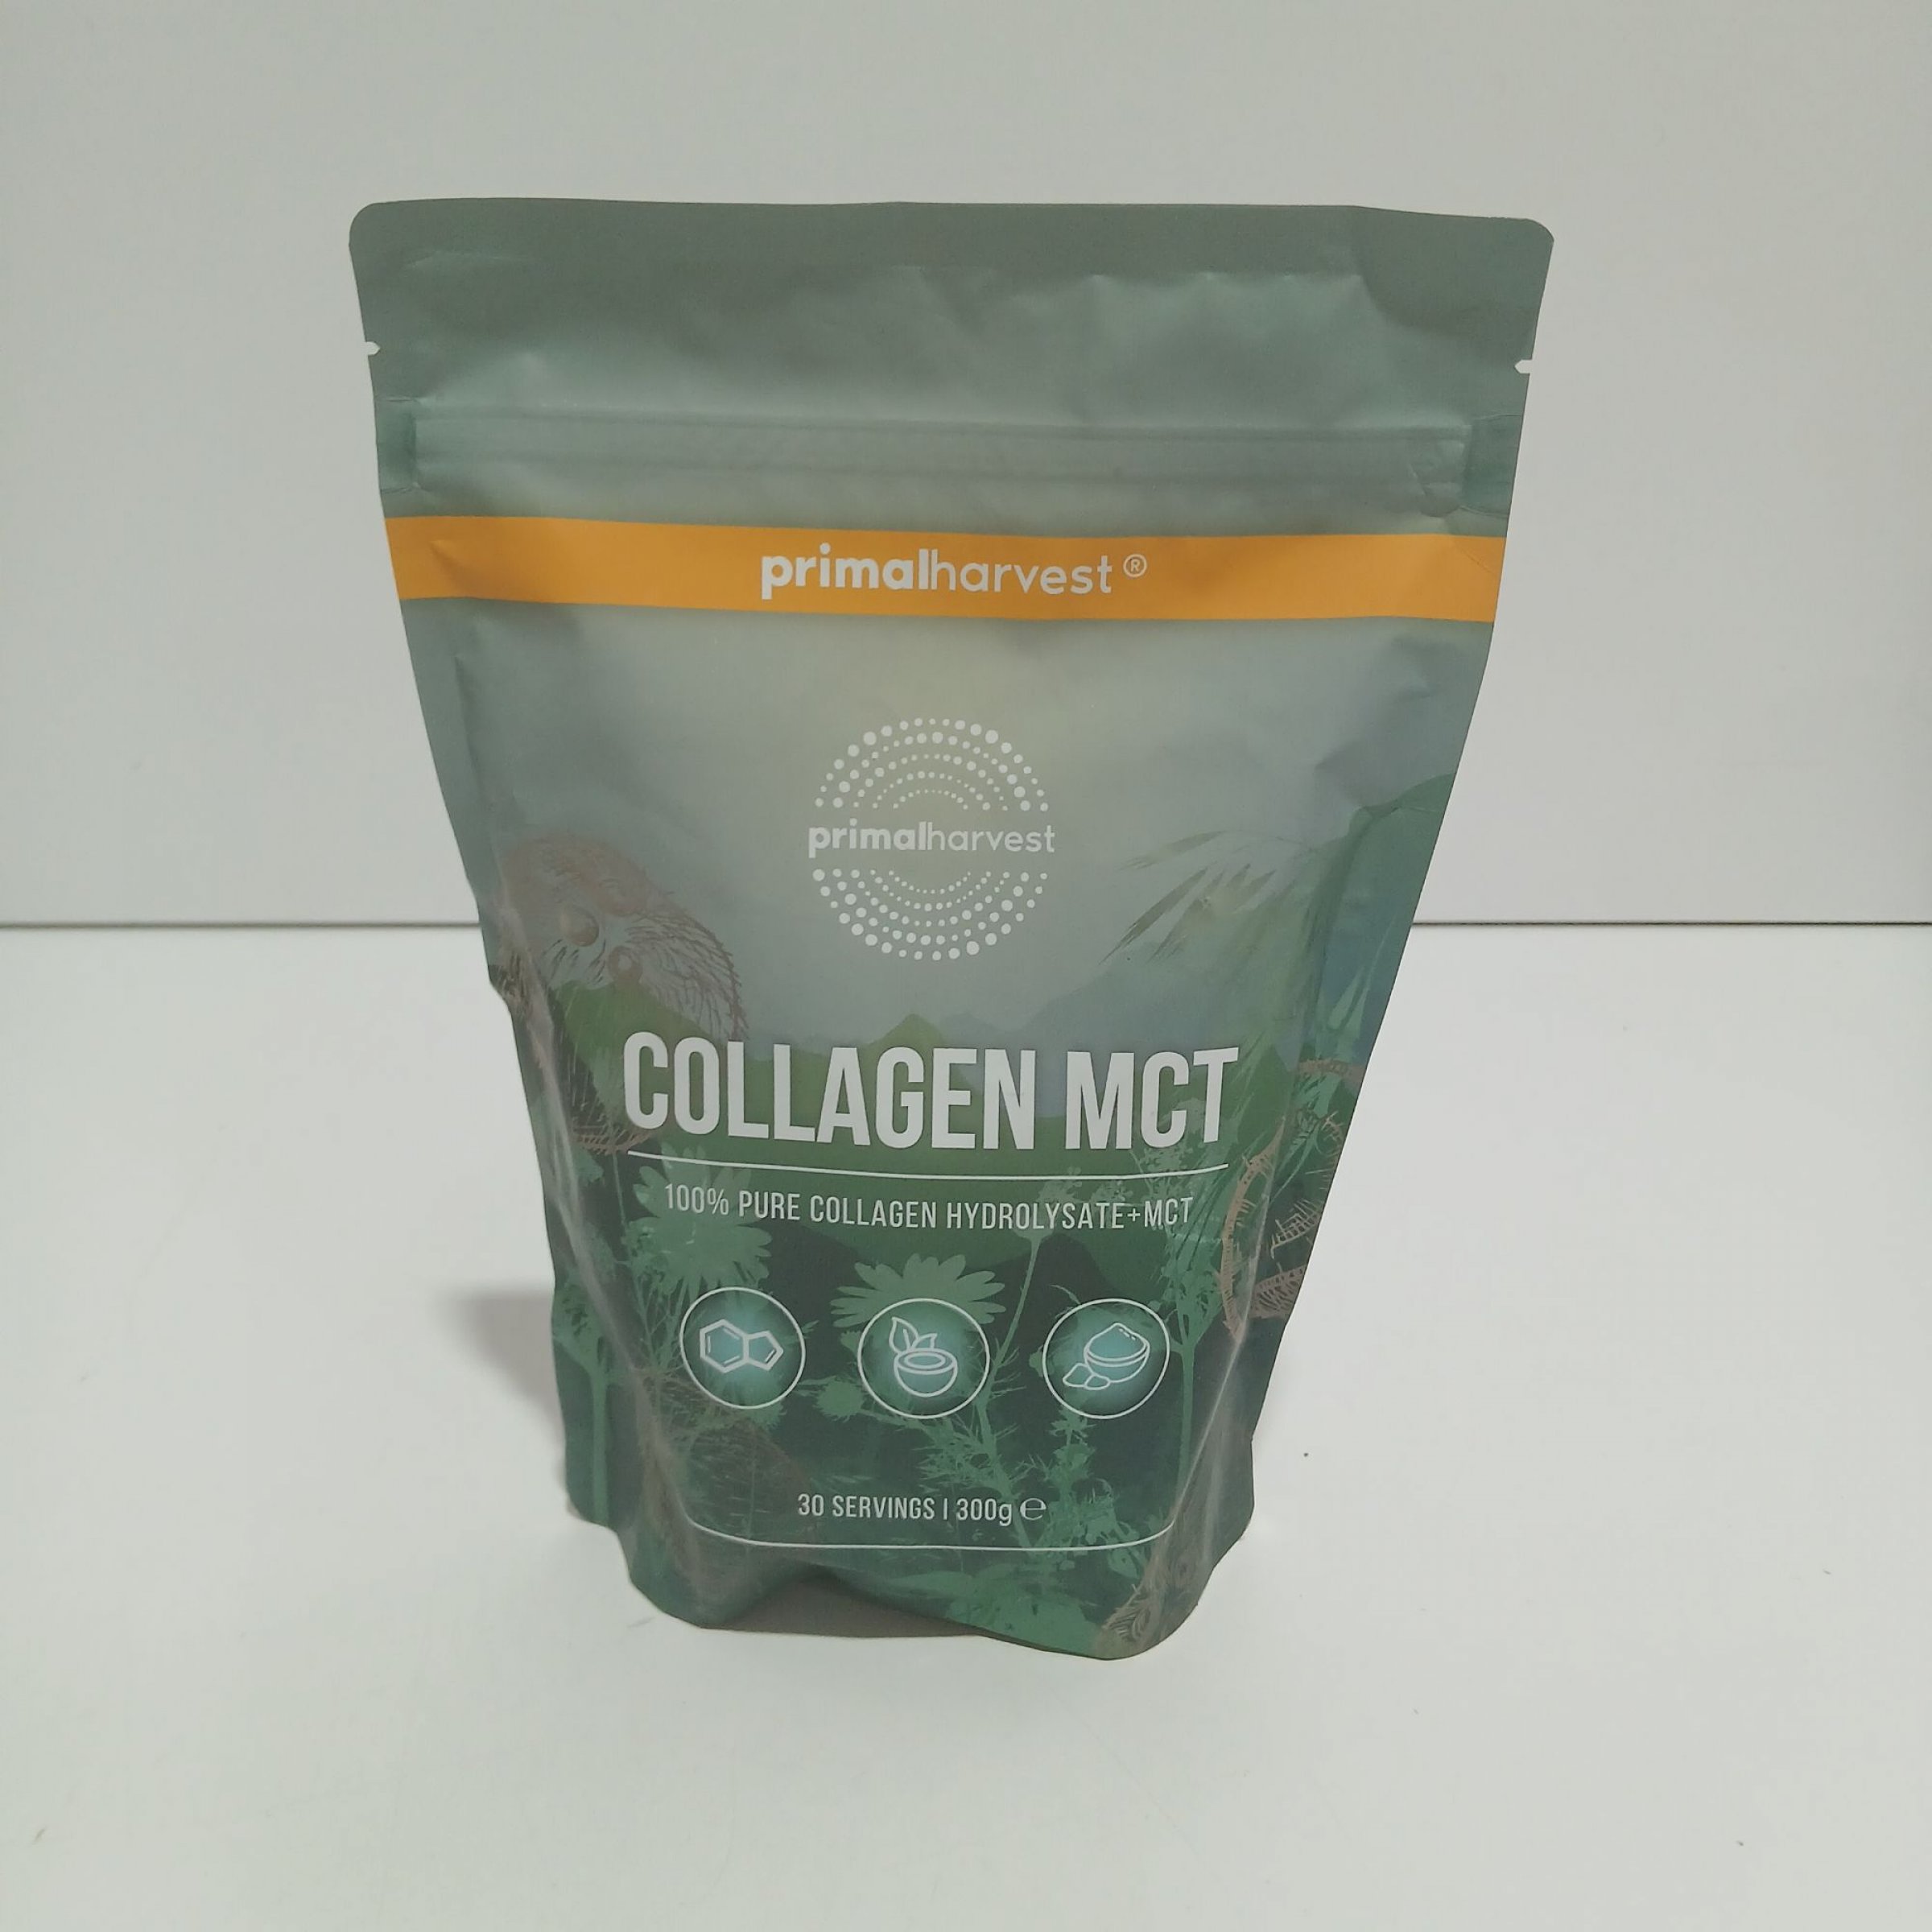 primalharvest®
primalharvest
COLLAGEN MCT
100% PURE COLLAGEN HYDROLYSATE+MCT
30 SERVINGS | 300g ℮